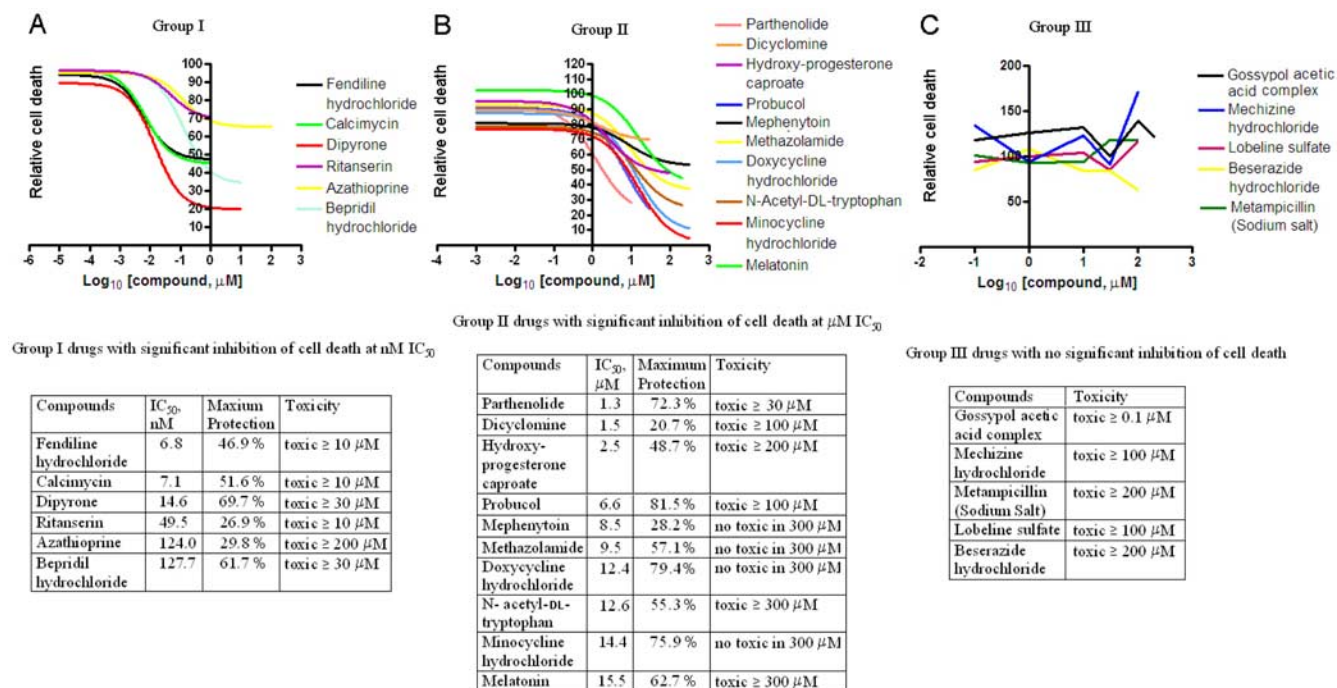 A
Group I
Relative cell death
100
90
80
70
60
50
40
30
20
10
-6 -5 -4 -3 -2 -1 0 1 2 3
Log10 [compound, μM]
Fendiline
hydrochloride
Calcimycin
Dipyrone
Ritanserin
Azathioprine
Bepridil
hydrochloride
B
Group II
Relative cell death
120
110
100
90
80
70
60
50
40
30
20
10
-4 -3 -2 -1 0 1 2 3
Log10 [compound, μM]
Parthenolide
Dicyclomine
Hydroxy-progesterone
caproate
Probucol
Mephenytoin
Methazolamide
Doxycycline
hydrochloride
N-Acetyl-DL-tryptophan
Minocycline
hydrochloride
Melatonin
C
Group III
Relative cell death
200
150
100
50
-2 -1 0 1 2 3
Log10 [compound, μM]
Gossypol acetic
acid complex
Mechizine
hydrochloride
Lobeline sulfate
Beserazide
hydrochloride
Metampicillin
(Sodium salt)
Group I drugs with significant inhibition of cell death at nM IC50
Compounds IC50, Maxium Toxicity
nM Protection
Fendiline 6.8 46.9 % toxic ≥ 10 μM
hydrochloride
Calcimycin 7.1 51.6 % toxic ≥ 10 μM
Dipyrone 14.6 69.7 % toxic ≥ 30 μM
Ritanserin 49.5 26.9 % toxic ≥ 10 μM
Azathioprine 124.0 29.8 % toxic ≥ 200 μM
Bepridil 127.7 61.7 % toxic ≥ 30 μM
hydrochloride
Group II drugs with significant inhibition of cell death at μM IC50
Compounds IC50, Maximum Toxicity
μM Protection
Parthenolide 1.3 72.3 % toxic ≥ 30 μM
Dicyclomine 1.5 20.7 % toxic ≥ 100 μM
Hydroxy- 2.5 48.7 % toxic ≥ 200 μM
progesterone
caproate
Probucol 6.6 81.5 % toxic ≥ 100 μM
Mephenytoin 8.5 28.2 % no toxic in 300 μM
Methazolamide 9.5 57.1 % no toxic in 300 μM
Doxycycline 12.4 79.4 % no toxic in 300 μM
hydrochloride
N- acetyl-DL- 12.6 55.3 % toxic ≥ 300 μM
tryptophan
Minocycline 14.4 75.9 % no toxic in 300 μM
hydrochloride
Melatonin 15.5 62.7 % toxic ≥ 300 μM
Group III drugs with no significant inhibition of cell death
Compounds Toxicity
Gossypol acetic toxic ≥ 0.1 μM
acid complex
Mechizine toxic ≥ 100 μM
hydrochloride
Metampicillin toxic ≥ 200 μM
(Sodium Salt)
Lobeline sulfate toxic ≥ 100 μM
Beserazide toxic ≥ 200 μM
hydrochloride